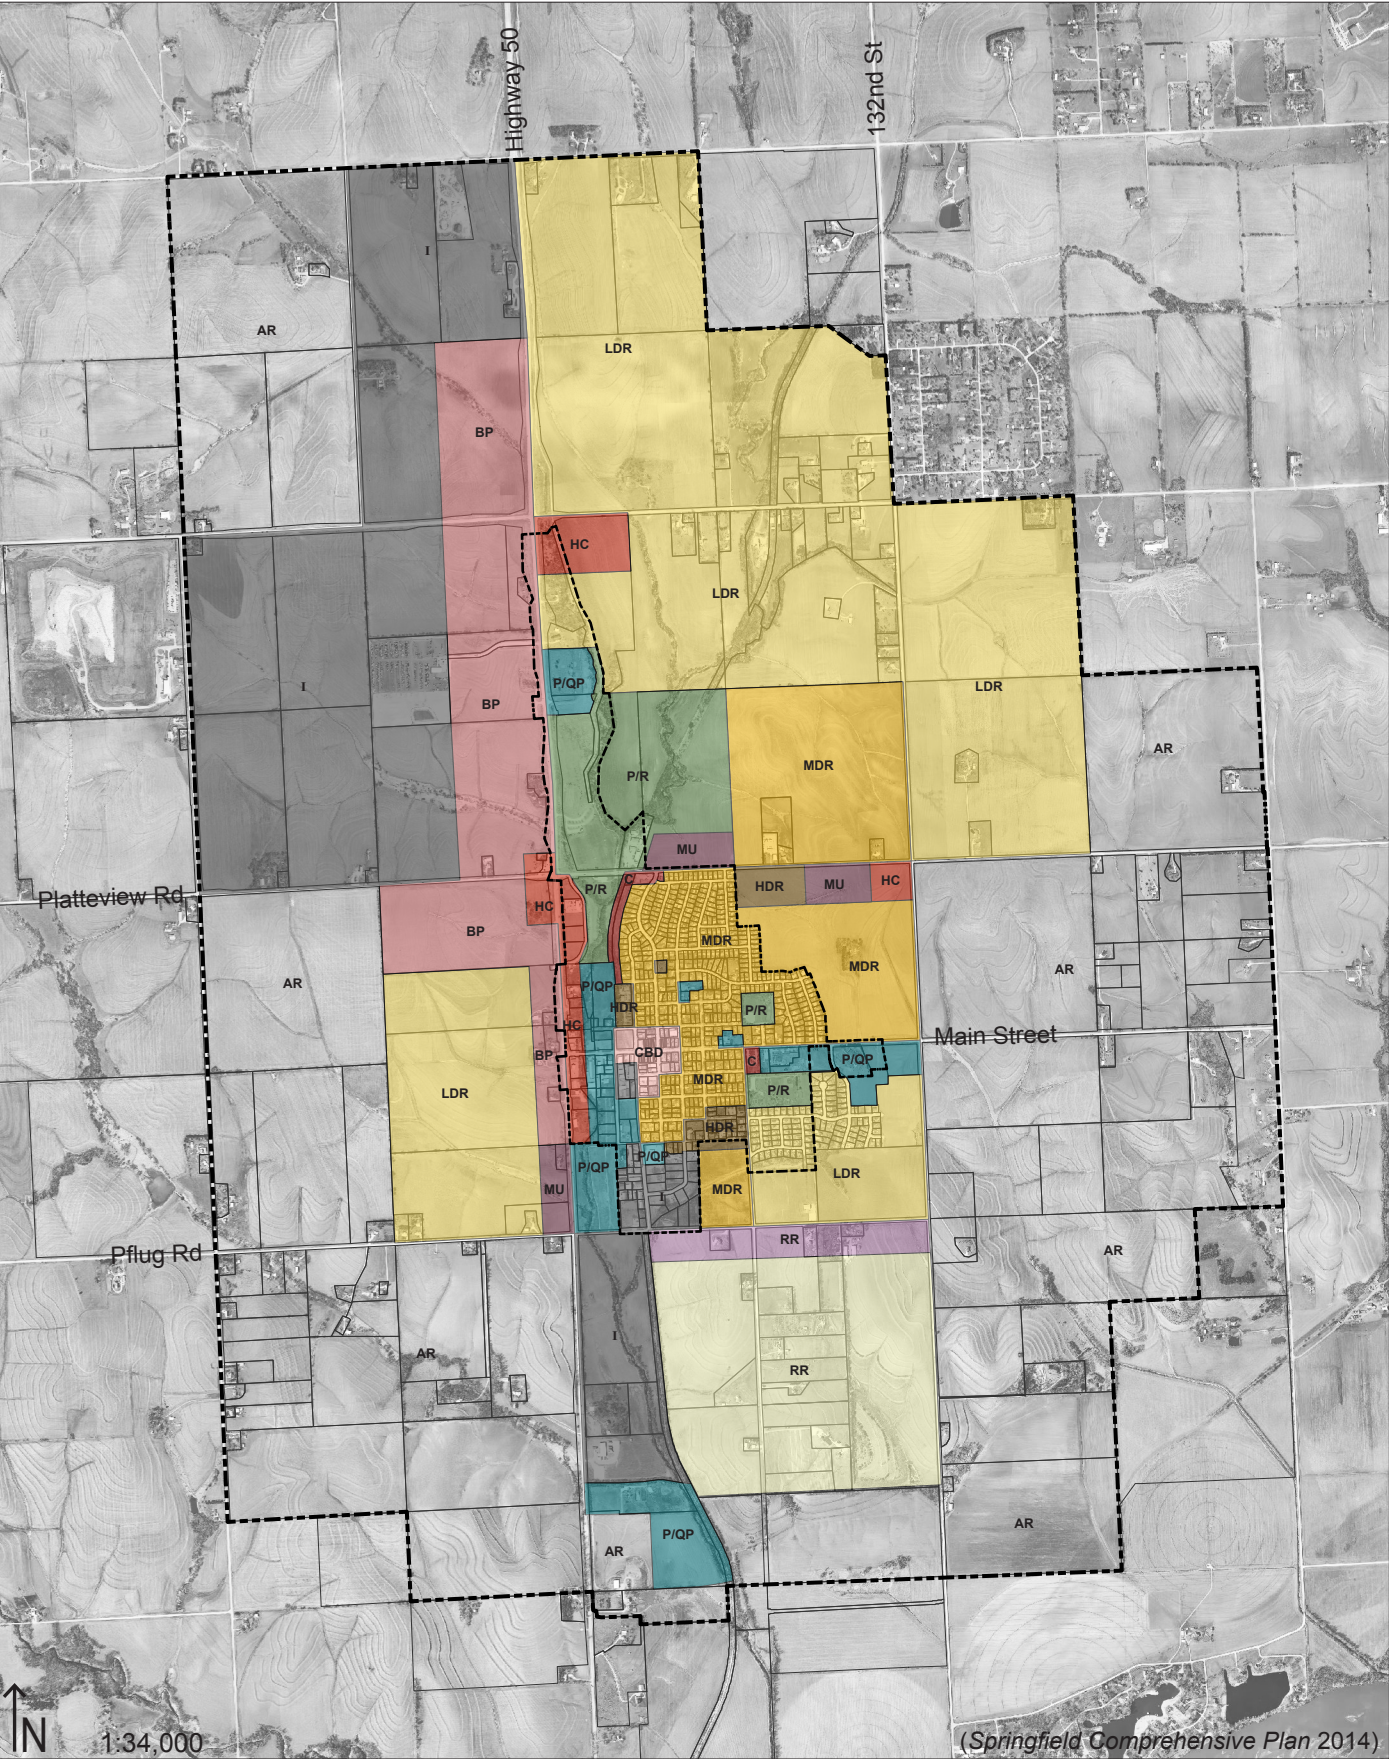 Highway 50
132nd St
I
AR
LDR
BP
HC
LDR
P/QP
I
BP
LDR
AR
P/R
MDR
MU
C
P/R
HDR
MU
HC
Platteview Rd
HC
BP
MDR
MDR
AR
AR
P/QP
HDR
P/R
HC
Main Street
BP
CBD
C
P/QP
LDR
MDR
P/R
HDR
P/QP
P/QP
LDR
MU
I
MDR
RR
AR
Pflug Rd
I
AR
RR
AR
P/QP
AR
N
1:34,000
(Springfield Comprehensive Plan 2014)